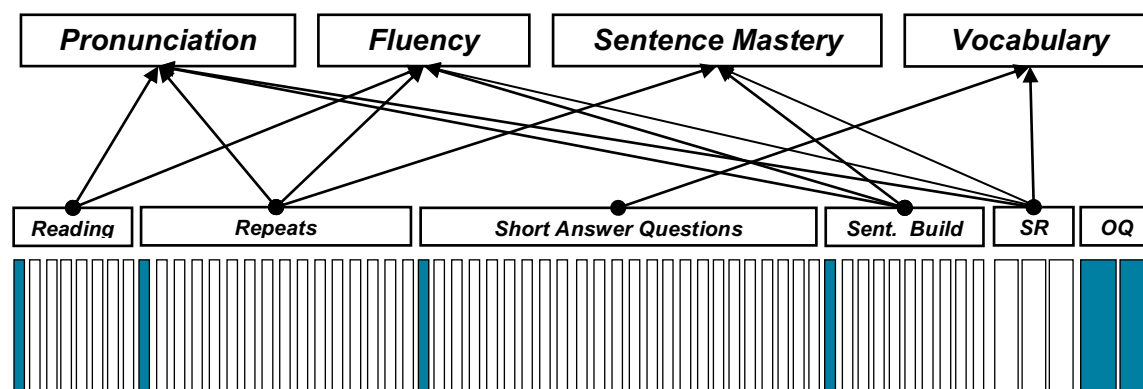 Pronunciation
Fluency
Sentence Mastery
Vocabulary
Reading
Repeats
Short Answer Questions
Sent. Build
SR
OQ